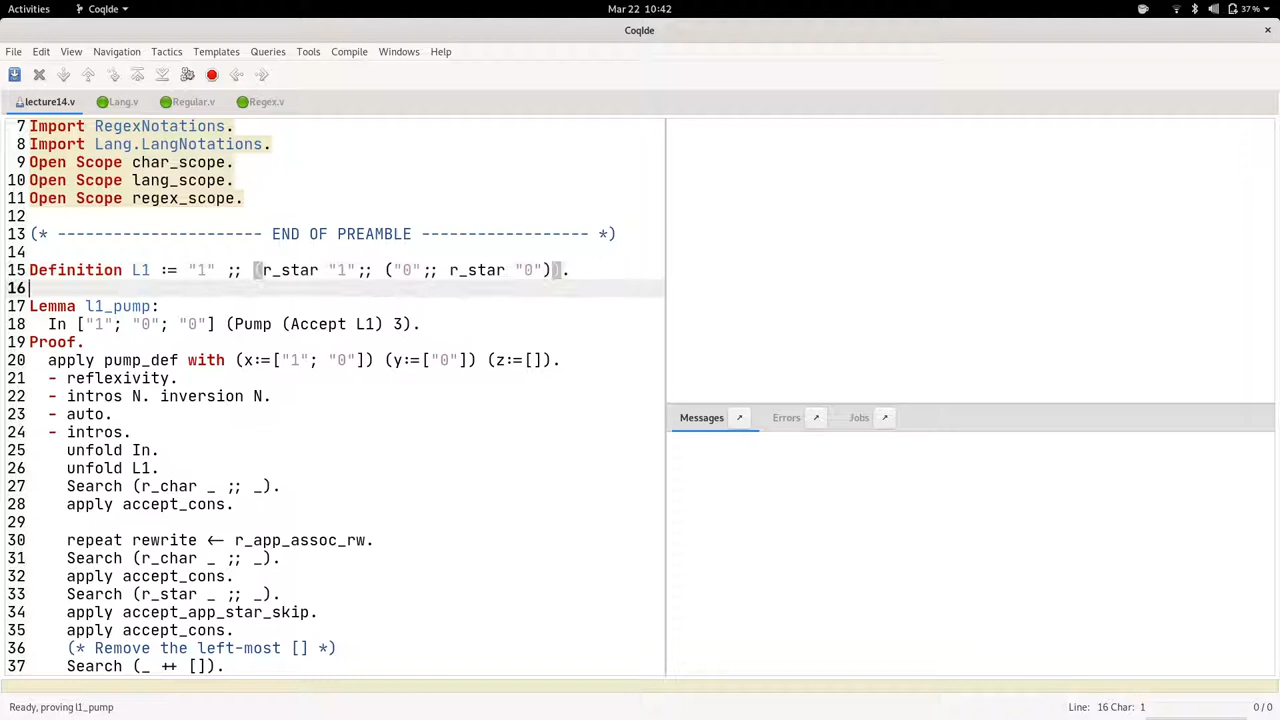 Activities CoqIde Mar 22 10:42 37%
CoqIde ×
File Edit View Navigation Tactics Templates Queries Tools Compile Windows Help
lecture14.v Lang.v Regular.v Regex.v
7 Import RegexNotations.
8 Import Lang.LangNotations.
9 Open Scope char_scope.
10 Open Scope lang_scope.
11 Open Scope regex_scope.
12
13 (* ---------------------- END OF PREAMBLE ------------------ *)
14
15 Definition L1 := "1" ;; (r_star "1";; ("0";; r_star "0")).
16
17 Lemma l1_pump:
18   In ["1"; "0"; "0"] (Pump (Accept L1) 3).
19 Proof.
20   apply pump_def with (x:=["1"; "0"]) (y:=["0"]) (z:=[]).
21   - reflexivity.
22   - intros N. inversion N.
23   - auto.
24   - intros.
25     unfold In.
26     unfold L1.
27     Search (r_char _ ;; _).
28     apply accept_cons.
29
30     repeat rewrite <- r_app_assoc_rw.
31     Search (r_char _ ;; _).
32     apply accept_cons.
33     Search (r_star _ ;; _).
34     apply accept_app_star_skip.
35     apply accept_cons.
36     (* Remove the left-most [] *)
37     Search (_ ++ []).
Messages Errors Jobs
Ready, proving l1_pump Line: 16 Char: 1 0/0